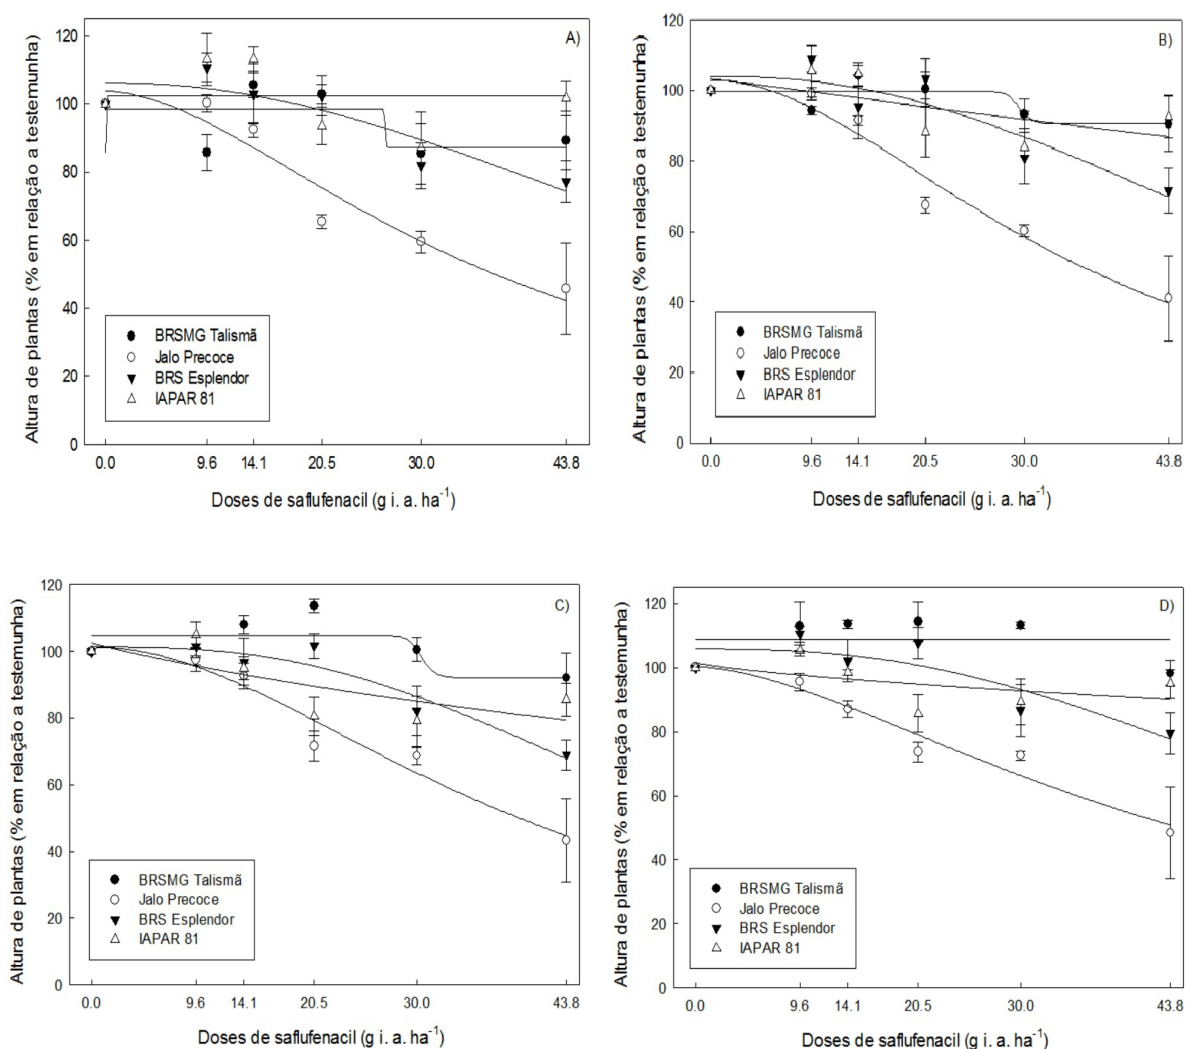 A)
Altura de plantas (% em relação a testemunha)
120
100
80
60
40
20
0
BRSMG Talismã
Jalo Precoce
BRS Esplendor
IAPAR 81
0.0 9.6 14.1 20.5 30.0 43.8
Doses de saflufenacil (g i. a. ha⁻¹)
B)
Altura de plantas (% em relação a testemunha)
120
100
80
60
40
20
0
BRSMG Talismã
Jalo Precoce
BRS Esplendor
IAPAR 81
0.0 9.6 14.1 20.5 30.0 43.8
Doses de saflufenacil (g i. a. ha⁻¹)
C)
Altura de plantas (% em relação a testemunha)
120
100
80
60
40
20
0
BRSMG Talismã
Jalo Precoce
BRS Esplendor
IAPAR 81
0.0 9.6 14.1 20.5 30.0 43.8
Doses de saflufenacil (g i. a. ha⁻¹)
D)
Altura de plantas (% em relação a testemunha)
120
100
80
60
40
20
0
BRSMG Talismã
Jalo Precoce
BRS Esplendor
IAPAR 81
0.0 9.6 14.1 20.5 30.0 43.8
Doses de saflufenacil (g i. a. ha⁻¹)